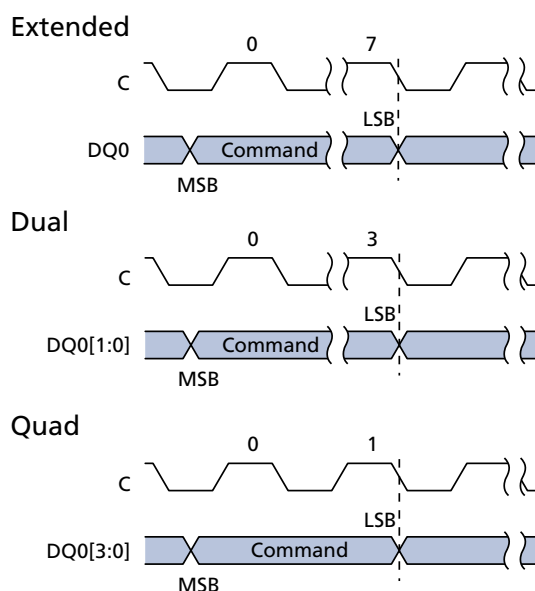 Extended
0 7
C
LSB
DQ0 Command
MSB
Dual
0 3
C
LSB
DQ0[1:0] Command
MSB
Quad
0 1
C
LSB
DQ0[3:0] Command
MSB